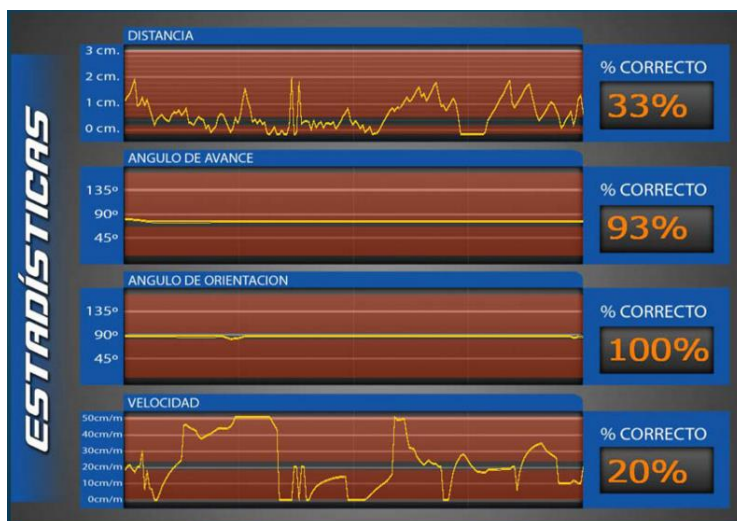 ESTADÍSTICAS
DISTANCIA
3 cm.
2 cm.
1 cm.
0 cm.
% CORRECTO
33%
ANGULO DE AVANCE
135º
90º
45º
% CORRECTO
93%
ANGULO DE ORIENTACION
135º
90º
45º
% CORRECTO
100%
VELOCIDAD
50cm/m
40cm/m
30cm/m
20cm/m
10cm/m
0cm/m
% CORRECTO
20%